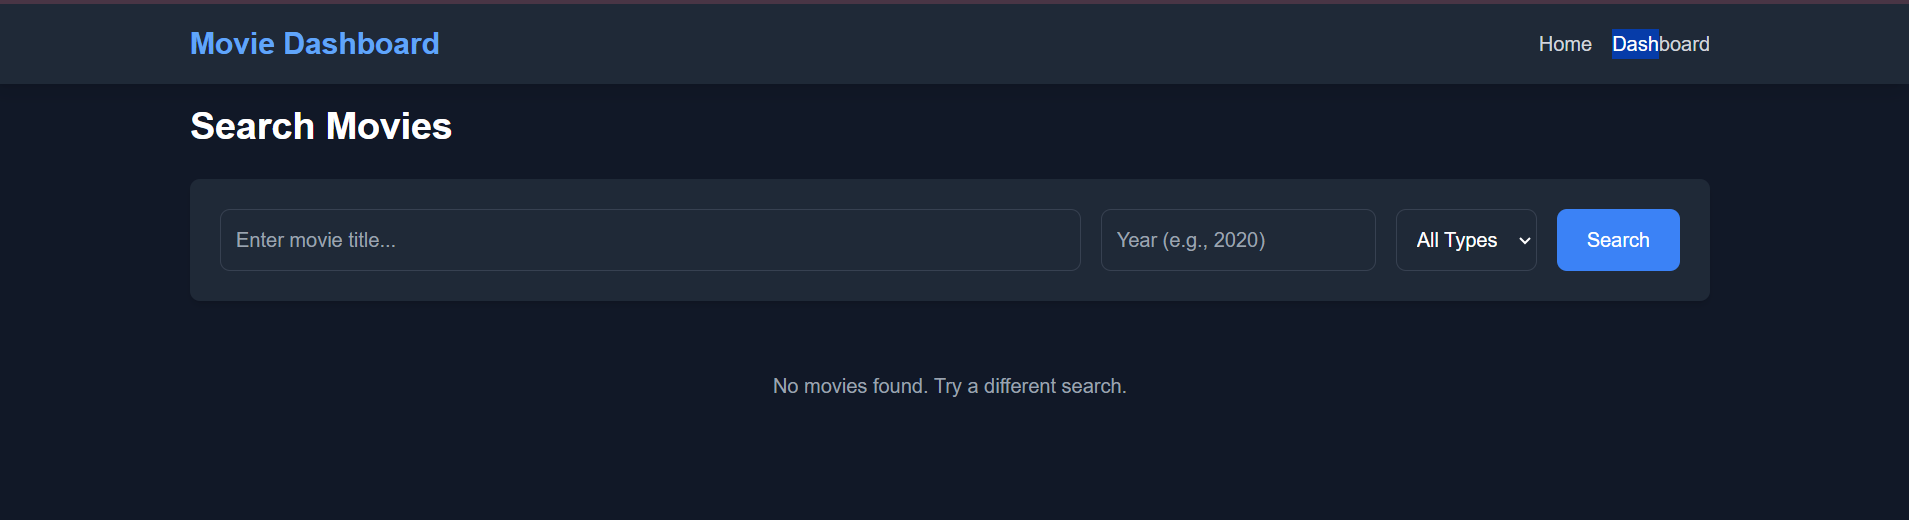 Movie Dashboard
Home Dashboard
Search Movies
Enter movie title... Year (e.g., 2020) All Types Search
No movies found. Try a different search.